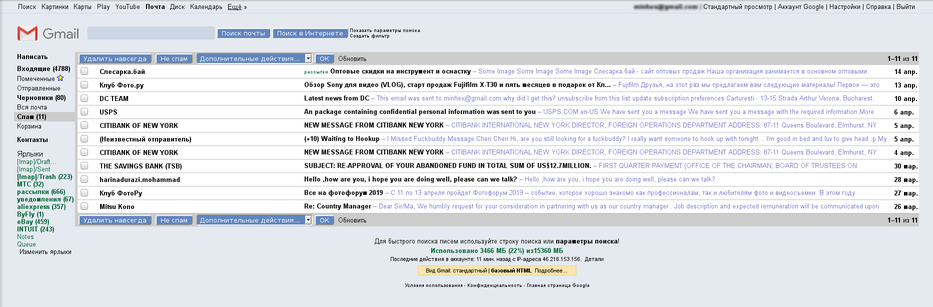 Поиск Картинки Карты Play YouTube Почта Диск Календарь Ещё »
| Стандартный просмотр | Аккаунт Google | Настройки | Справка | Выйти
Gmail
Поиск почты Поиск в Интернете Показать параметры поиска
Создать фильтр
Написать
Входящие (4788)
Помеченные
Отправленные
Черновики (80)
Вся почта
Спам (11)
Корзина
Контакты
Ярлыки
[Imap]/Draft...
[Imap]/Sent
[Imap]/Trash (223)
МТС (32)
рассылки (666)
уведомления (67)
aliexpress (357)
ByFly (1)
eBay (459)
INTUIT (243)
Notes
Queue
Изменить ярлыки
Удалить навсегда Не спам Дополнительные действия... OK Обновить 1–11 из 11
Слесарка.бай рассылки Оптовые скидки на инструмент и оснастку – Some Image Some Image Some Image Слесарка.бай - сайт оптовых продаж Наша организация занимается в основном оптовыми 14 апр.
Клуб Фото.ру Обзор Sony для видео (VLOG), старт продаж Fujifilm X-T30 и пять месяцев в подарок от Кл... – Fujifilm Друзья, на этот раз мы предлагаем вам следующие материалы! Первое — это 13 апр.
DC TEAM Latest news from DC – This email was sent to minhex@gmail.com why did I get this? unsubscribe from this list update subscription preferences Carturesti · 13-15 Strada Arthur Verona, Bucharest, 10 апр.
USPS An package containing confidential personal information was sent to you – USPS.COM en-US We have sent you a message We have sent you a message with the required information More 6 апр.
CITIBANK OF NEW YORK NEW MESSAGE FROM CITIBANK NEW YORK – CITIBANK INTERNATIONAL NEW YORK DIRECTOR, FOREIGN OPERATIONS DEPARTMENT ADDRESS: 87-11 Queens Boulevard, Elmhurst, NY 5 апр.
(Неизвестный отправитель) (+10) Waiting to Hookup – I Missed Fuckbuddy Message Chen Chen Hi, are you still looking for a fuckbuddy? I really want someone to hook up with tonight. I'm good in bed and luv to give head :p My 5 апр.
CITIBANK OF NEW YORK NEW MESSAGE FROM CITIBANK NEW YORK – CITIBANK INTERNATIONAL NEW YORK DIRECTOR, FOREIGN OPERATIONS DEPARTMENT ADDRESS: 87-11 Queens Boulevard, Elmhurst, NY 4 апр.
THE SAVINGS BANK (TSB) SUBJECT: RE-APPROVAL OF YOUR ABANDONED FUND IN TOTAL SUM OF US$12.7MILLION. – FIRST QUARTER PAYMENT (OFFICE OF THE CHAIRMAN, BOARD OF TRUSTEES ON 30 мар.
harinadurazi.mohammad Hello ,how are you, i hope you are doing well, please can we talk? – Hello ,how are you, i hope you are doing well, please can we talk? 28 мар.
Клуб ФотоРу Все на фотофорум 2019 – С 11 по 13 апреля пройдет Фотофорум 2019 – событие, которое хорошо знакомо как профессионалам, так и любителям фото и видеосъемки. В этом году 27 мар.
Mitsu Kono Re: Country Manager – Dear Sir/Ma, We humbly request for your consideration in partnering with us as our country manager . Job description and expected remuneration will be communicated upon 26 мар.
Удалить навсегда Не спам Дополнительные действия... OK Обновить 1–11 из 11
Для быстрого поиска писем используйте строку поиска или параметры поиска!
Использовано 3466 МБ (22%) из15360 МБ
Последние действия в аккаунте: 11 мин. назад с IP-адреса 46.216.153.156. Детали
Вид Gmail: стандартный | базовый HTML Подробнее...
Условия использования - Конфиденциальность - Главная страница Google